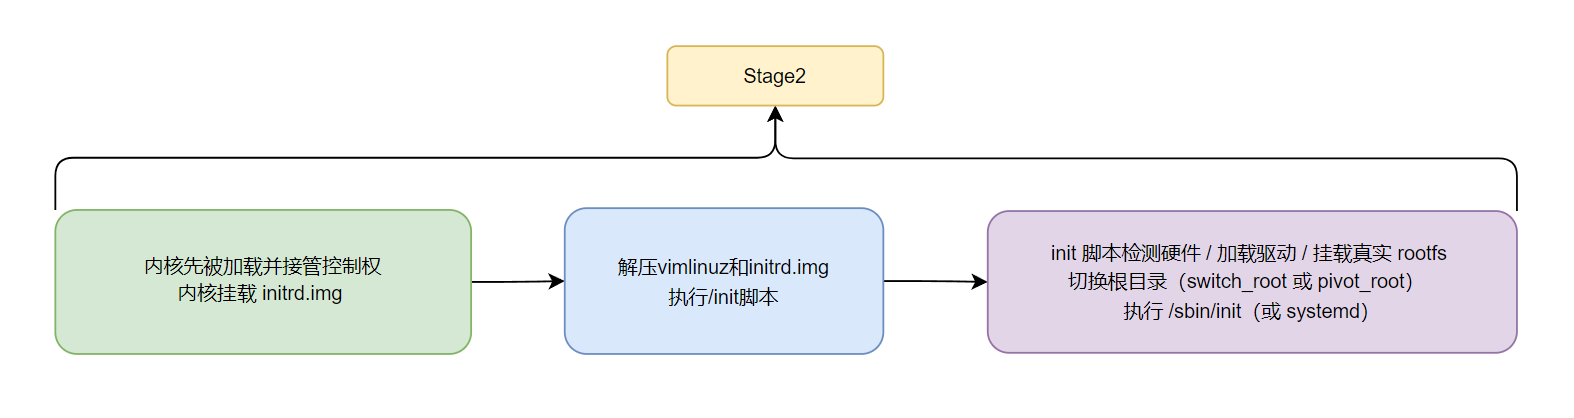 Stage2
内核先被加载并接管控制权
内核挂载 initrd.img
解压vimlinuz和initrd.img
执行/init脚本
init 脚本检测硬件 / 加载驱动 / 挂载真实 rootfs
切换根目录（switch_root 或 pivot_root）
执行 /sbin/init（或 systemd）